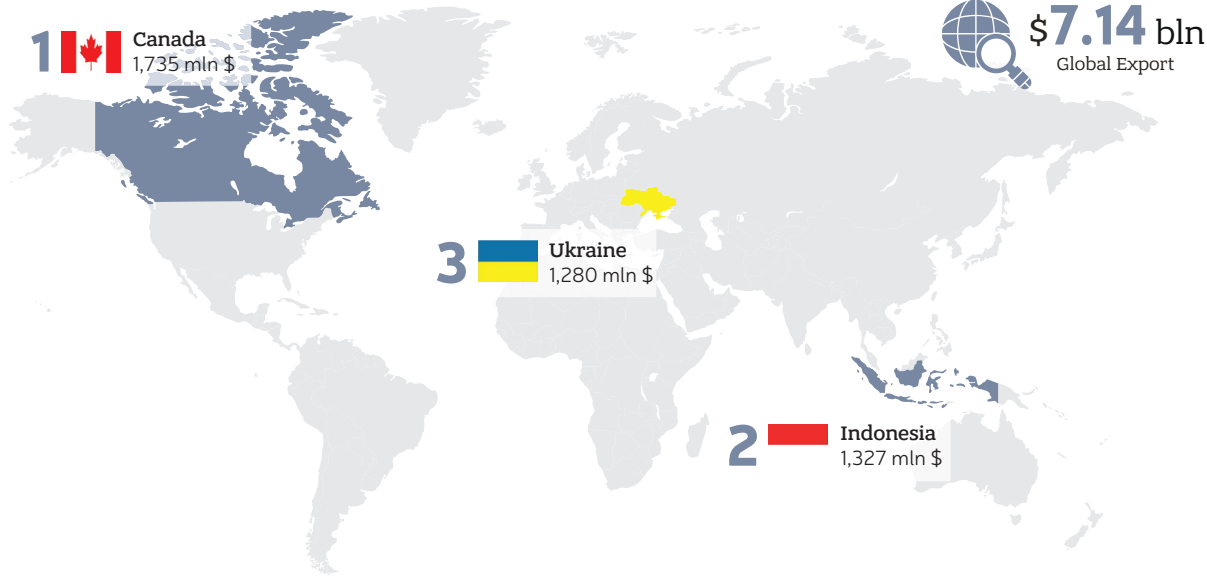 1
Canada
1,735 mln $
$7.14 bln
Global Export
3
Ukraine
1,280 mln $
2
Indonesia
1,327 mln $